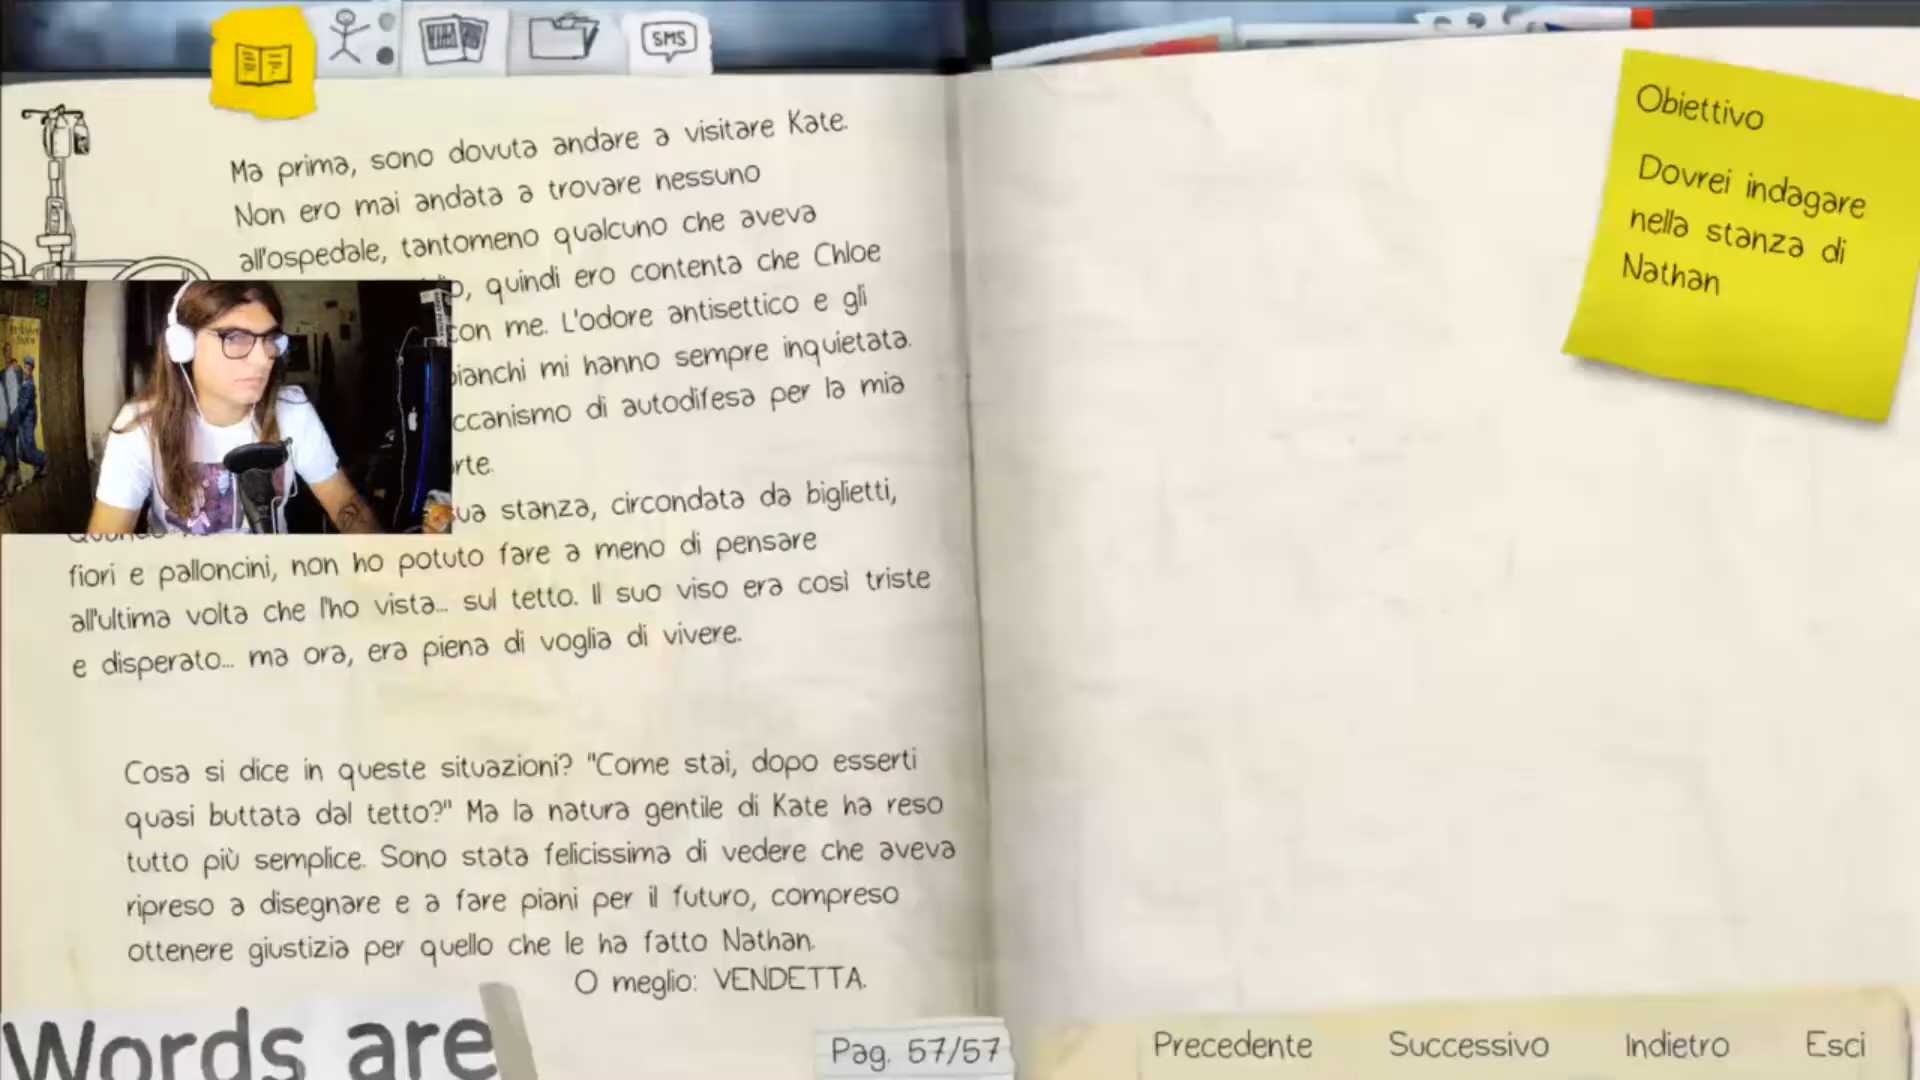 SMS
Ma prima, sono dovuta andare a visitare Kate.
Non ero mai andata a trovare nessuno
all'ospedale, tantomeno qualcuno che aveva
quindi ero contenta che Chloe
con me. L'odore antisettico e gli
bianchi mi hanno sempre inquietata.
di autodifesa per la mia
sua stanza, circondata da biglietti,
fiori e palloncini, non ho potuto fare a meno di pensare
all'ultima volta che l'ho vista... sul tetto. Il suo viso era così triste
e disperato... ma ora, era piena di voglia di vivere.
Cosa si dice in queste situazioni? "Come stai, dopo esserti
quasi buttata dal tetto?" Ma la natura gentile di Kate ha reso
tutto più semplice. Sono stata felicissima di vedere che aveva
ripreso a disegnare e a fare piani per il futuro, compreso
ottenere giustizia per quello che le ha fatto Nathan.
O meglio: VENDETTA.
Words are
Pag. 57/57
Obiettivo
Dovrei indagare
nella stanza di
Nathan
Precedente Successivo Indietro Esci